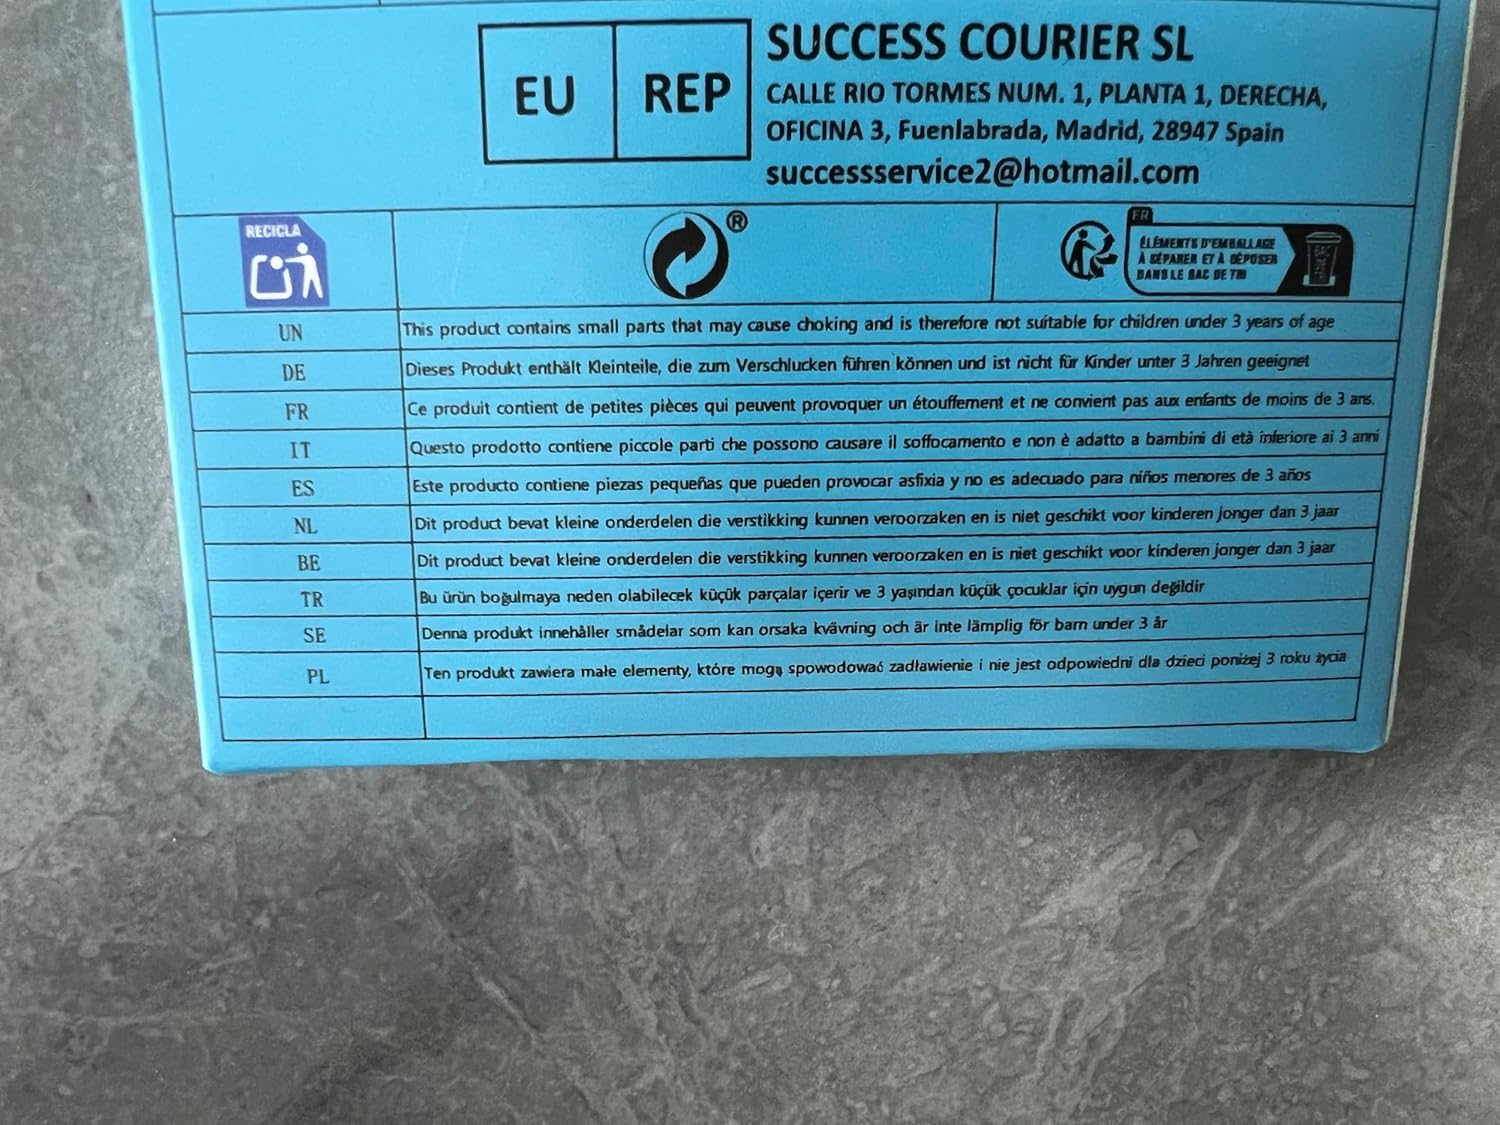 EU REP
SUCCESS COURIER SL
CALLE RIO TORMES NUM. 1, PLANTA 1, DERECHA,
OFICINA 3, Fuenlabrada, Madrid, 28947 Spain
successservice2@hotmail.com
RECICLA
®
FR
ÉLÉMENTS D'EMBALLAGE
À SÉPARER ET À DÉPOSER
DANS LE BAC DE TRI
UN This product contains small parts that may cause choking and is therefore not suitable for children under 3 years of age
DE Dieses Produkt enthält Kleinteile, die zum Verschlucken führen können und ist nicht für Kinder unter 3 Jahren geeignet
FR Ce produit contient de petites pièces qui peuvent provoquer un étouffement et ne convient pas aux enfants de moins de 3 ans.
IT Questo prodotto contiene piccole parti che possono causare il soffocamento e non è adatto a bambini di età inferiore ai 3 anni
ES Este producto contiene piezas pequeñas que pueden provocar asfixia y no es adecuado para niños menores de 3 años
NL Dit product bevat kleine onderdelen die verstikking kunnen veroorzaken en is niet geschikt voor kinderen jonger dan 3 jaar
BE Dit product bevat kleine onderdelen die verstikking kunnen veroorzaken en is niet geschikt voor kinderen jonger dan 3 jaar
TR Bu ürün boğulmaya neden olabilecek küçük parçalar içerir ve 3 yaşından küçük çocuklar için uygun değildir
SE Denna produkt innehåller smådelar som kan orsaka kvävning och är inte lämplig för barn under 3 år
PL Ten produkt zawiera małe elementy, które mogą spowodować zadławienie i nie jest odpowiedni dla dzieci poniżej 3 roku życia